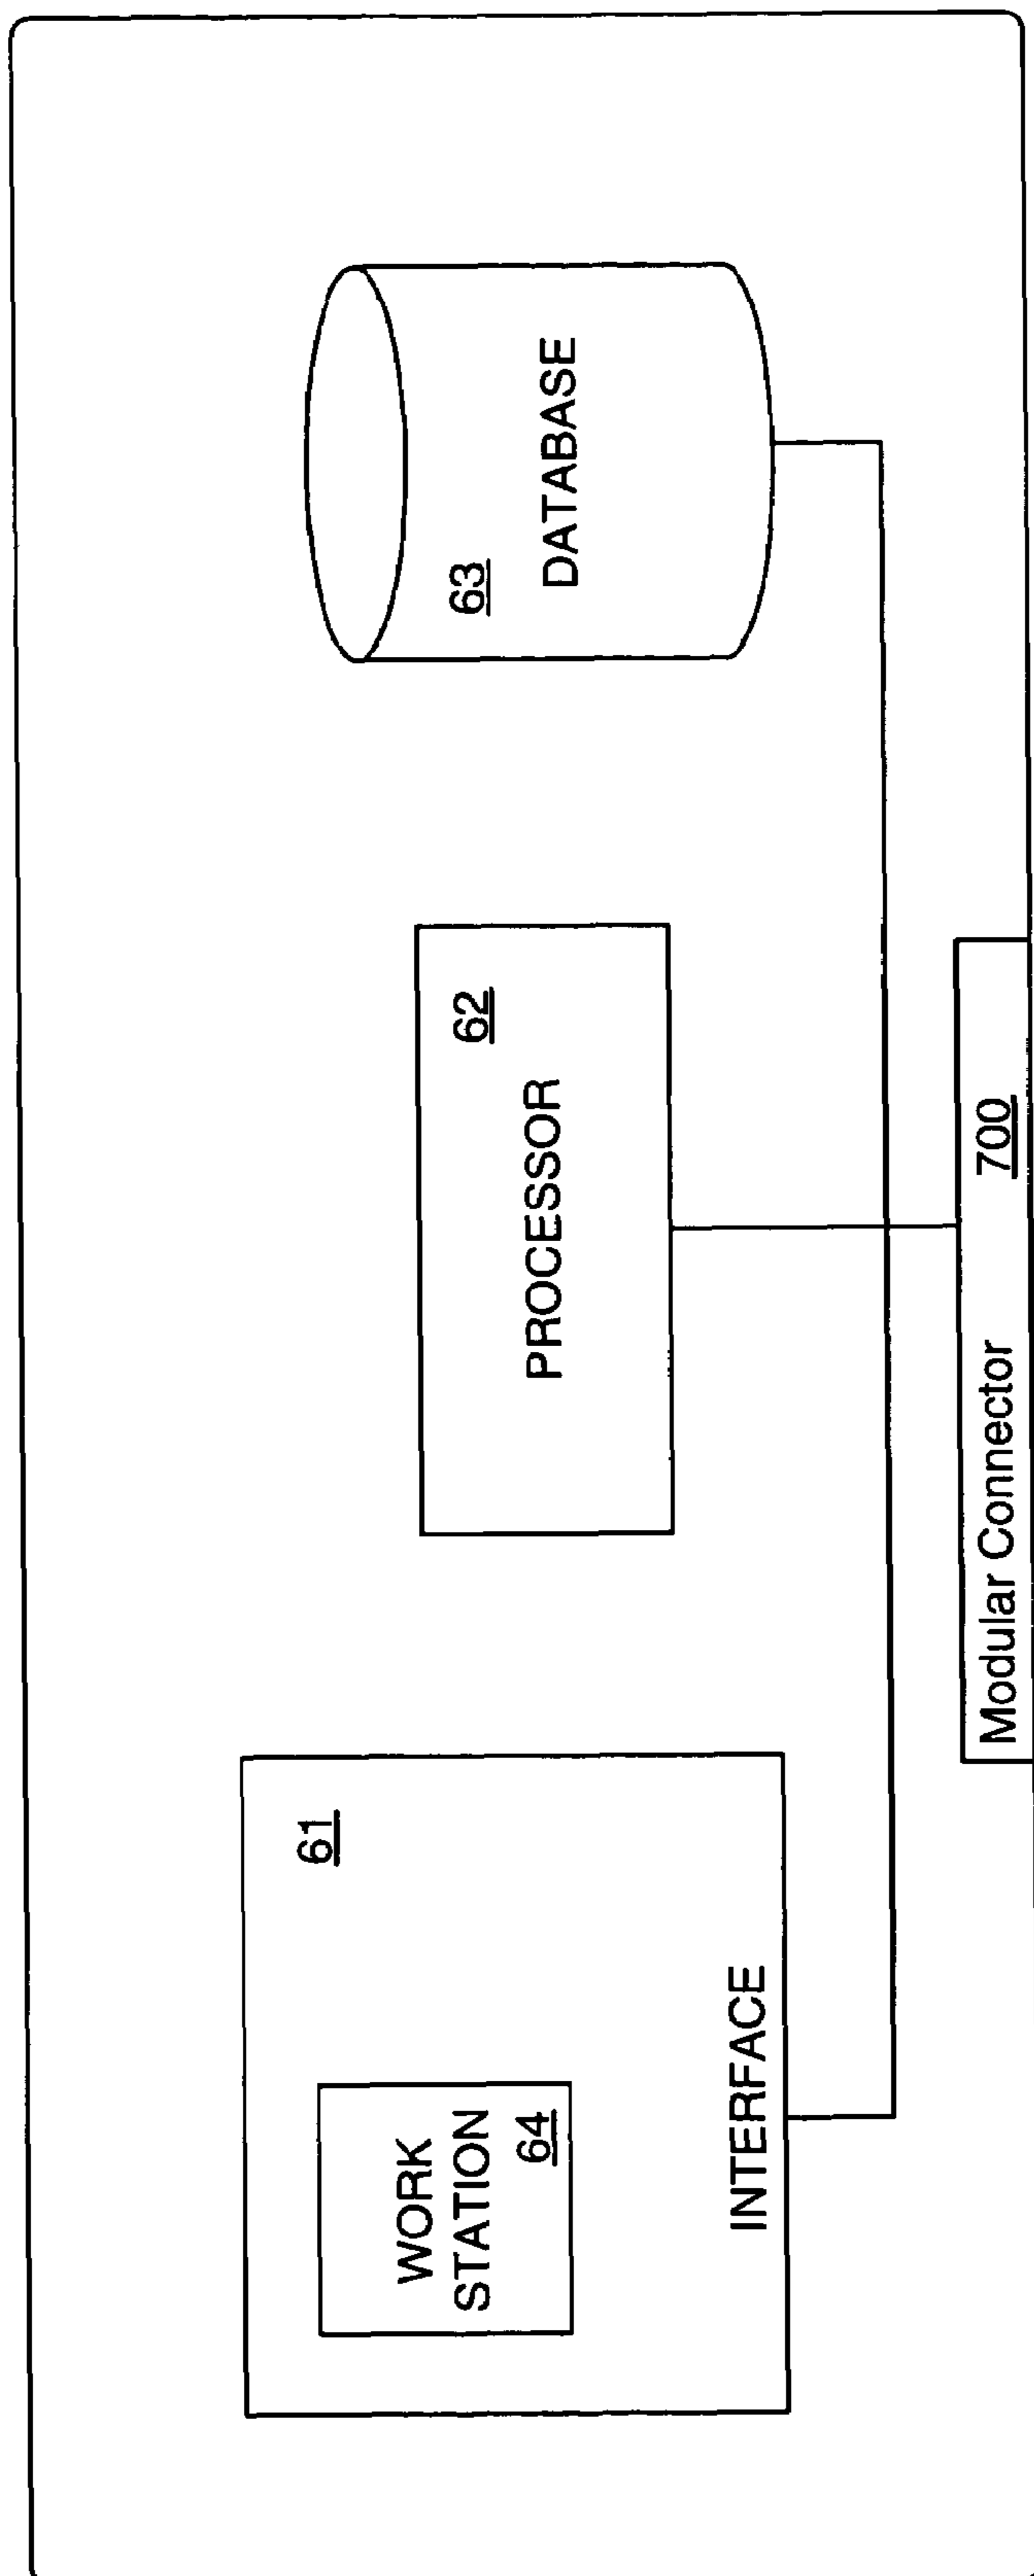 WORK
STATION
64
61
INTERFACE
62
PROCESSOR
63
DATABASE
Modular Connector 700